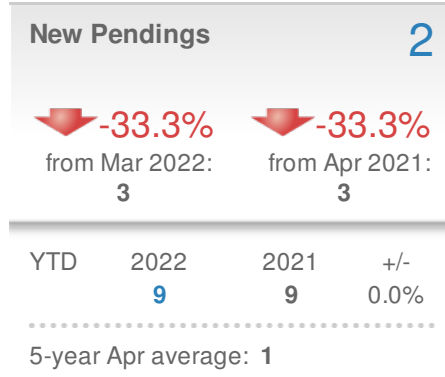 New Pendings 2
-33.3% -33.3%
from Mar 2022: from Apr 2021:
3 3
YTD 2022 2021 +/-
9 9 0.0%
5-year Apr average: 1